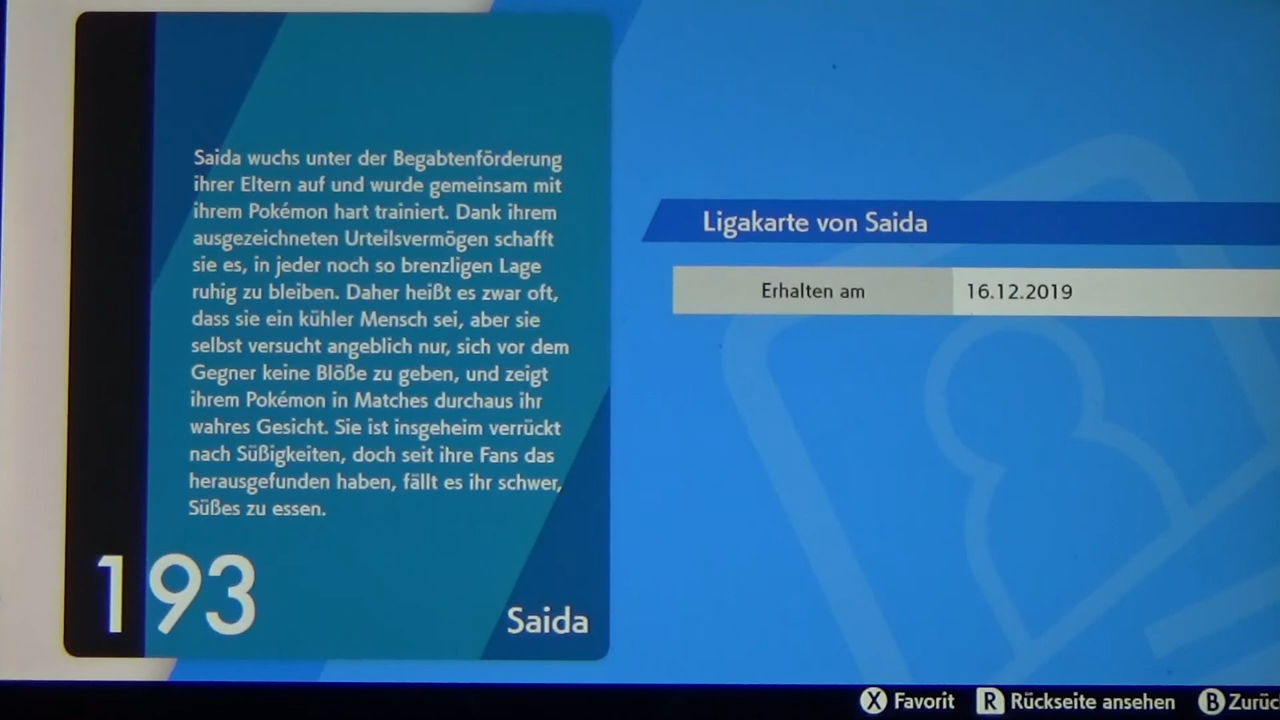 Saida wuchs unter der Begabtenförderung
ihrer Eltern auf und wurde gemeinsam mit
ihrem Pokémon hart trainiert. Dank ihrem
ausgezeichneten Urteilsvermögen schafft
sie es, in jeder noch so brenzligen Lage
ruhig zu bleiben. Daher heißt es zwar oft,
dass sie ein kühler Mensch sei, aber sie
selbst versucht angeblich nur, sich vor dem
Gegner keine Blöße zu geben, und zeigt
ihrem Pokémon in Matches durchaus ihr
wahres Gesicht. Sie ist insgeheim verrückt
nach Süßigkeiten, doch seit ihre Fans das
herausgefunden haben, fällt es ihr schwer,
Süßes zu essen.
193
Saida
Ligakarte von Saida
Erhalten am 16.12.2019
X Favorit R Rückseite ansehen B Zurüc